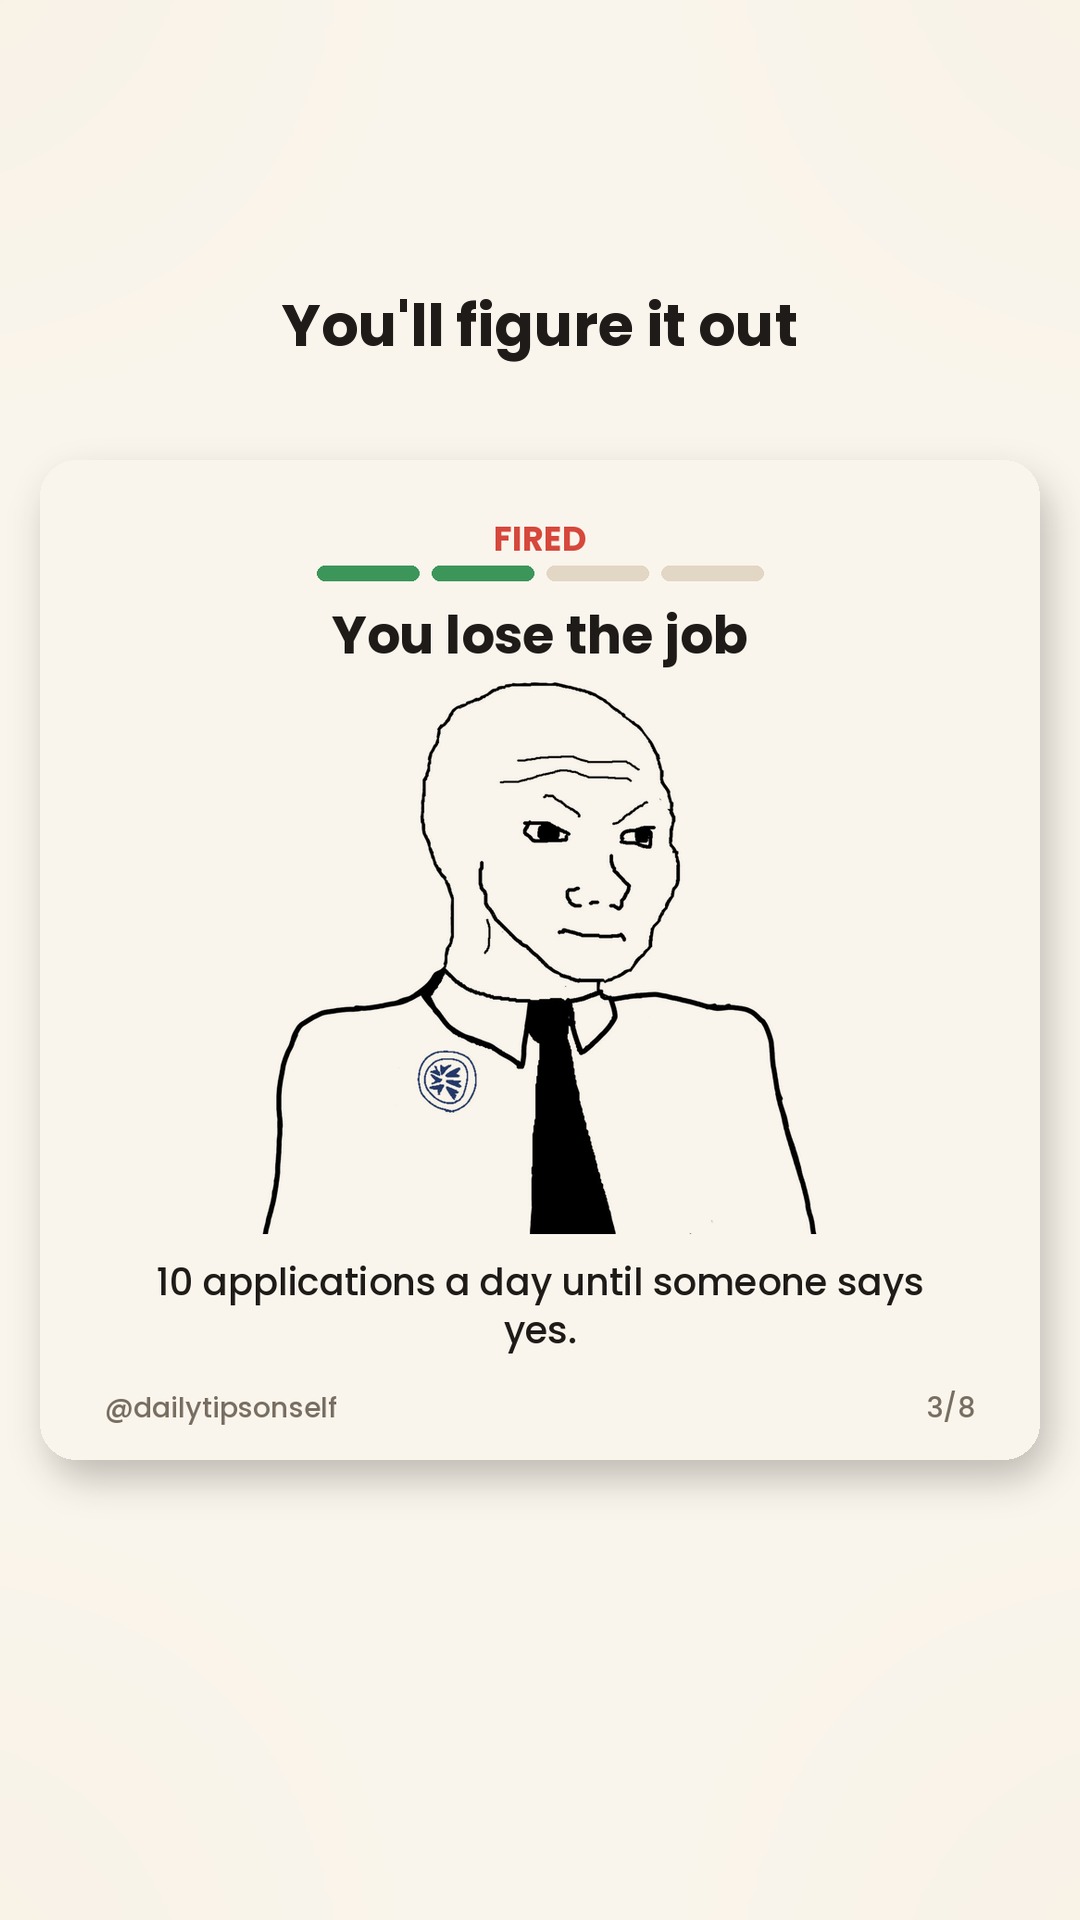 You'll figure it out
FIRED
You lose the job
10 applications a day until someone says
yes.
@dailytipsonself
3/8